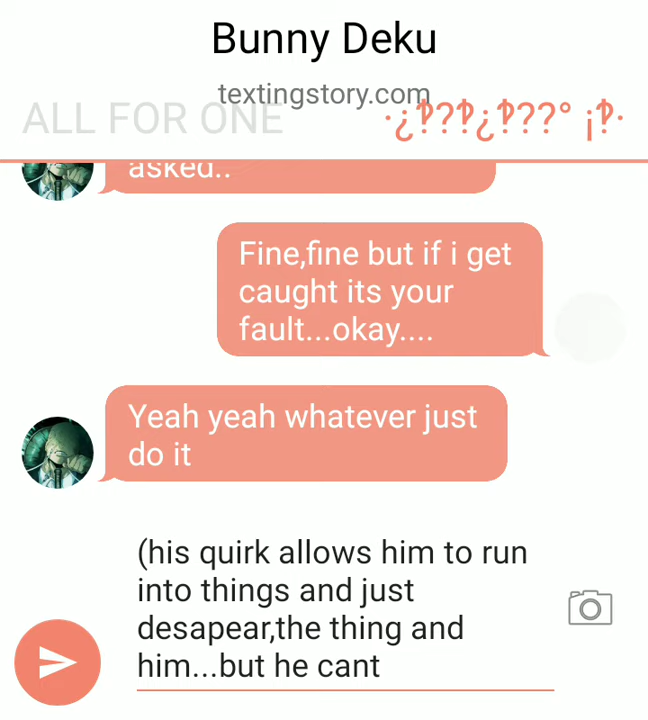 Bunny Deku
textingstory.com
ALL FOR ONE
·¿‽??‽¿‽???° ¡‽·
asked..
Fine,fine but if i get
caught its your
fault...okay....
Yeah yeah whatever just
do it
(his quirk allows him to run
into things and just
desapear,the thing and
him...but he cant